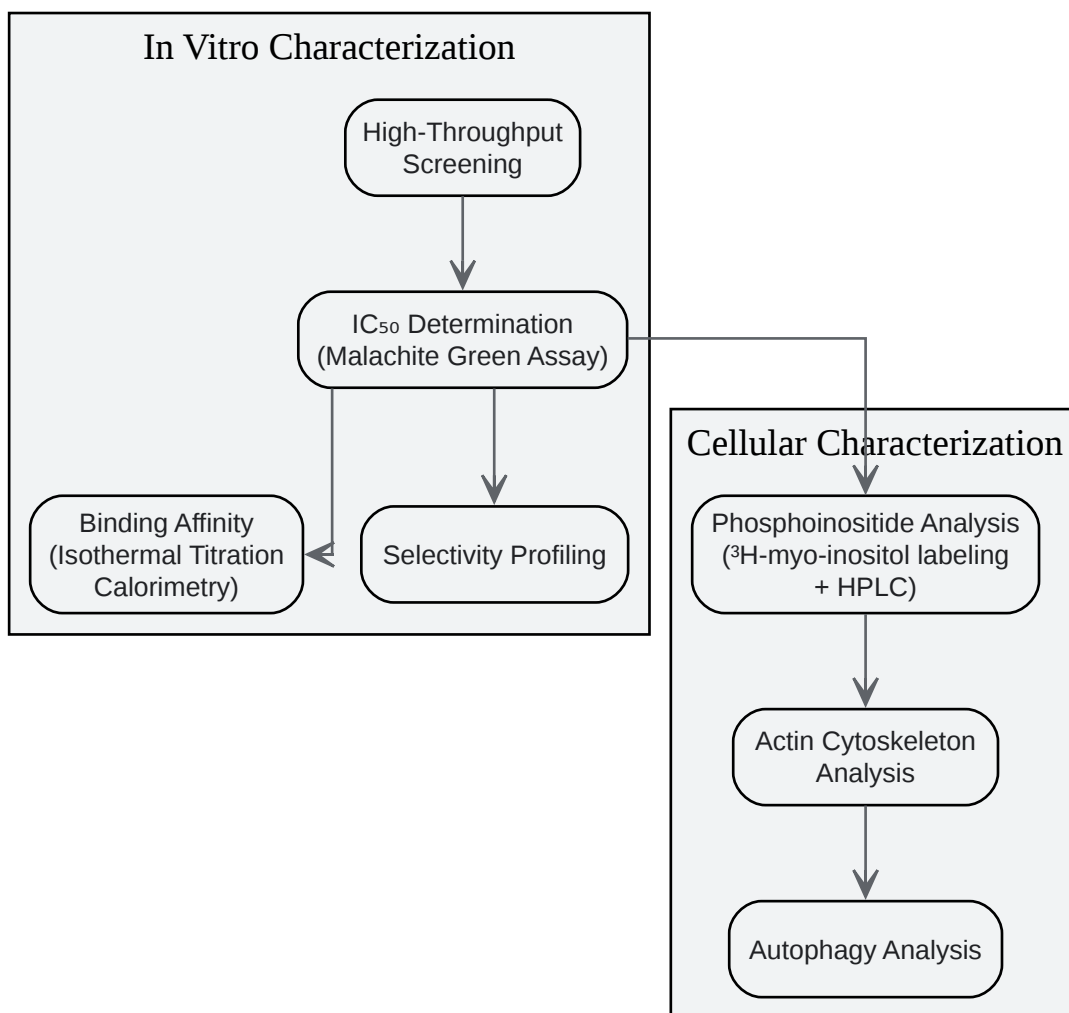 In Vitro Characterization
High-Throughput
Screening
IC₅₀ Determination
(Malachite Green Assay)
Binding Affinity
(Isothermal Titration
Calorimetry)
Selectivity Profiling
Cellular Characterization
Phosphoinositide Analysis
(³H-myo-inositol labeling
+ HPLC)
Actin Cytoskeleton
Analysis
Autophagy Analysis